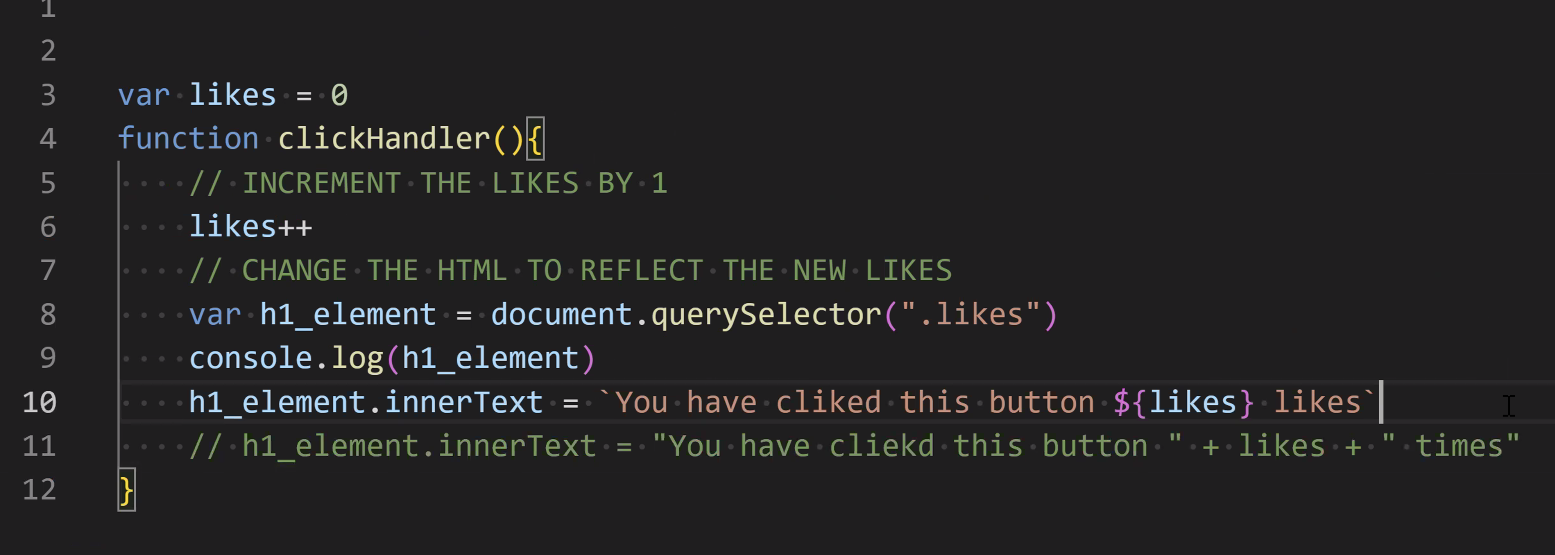 1
2
3 var likes = 0
4 function clickHandler(){
5 // INCREMENT THE LIKES BY 1
6 likes++
7 // CHANGE THE HTML TO REFLECT THE NEW LIKES
8 var h1_element = document.querySelector(".likes")
9 console.log(h1_element)
10 h1_element.innerText = `You have cliked this button ${likes} likes`
11 // h1_element.innerText = "You have cliekd this button " + likes + " times"
12 }